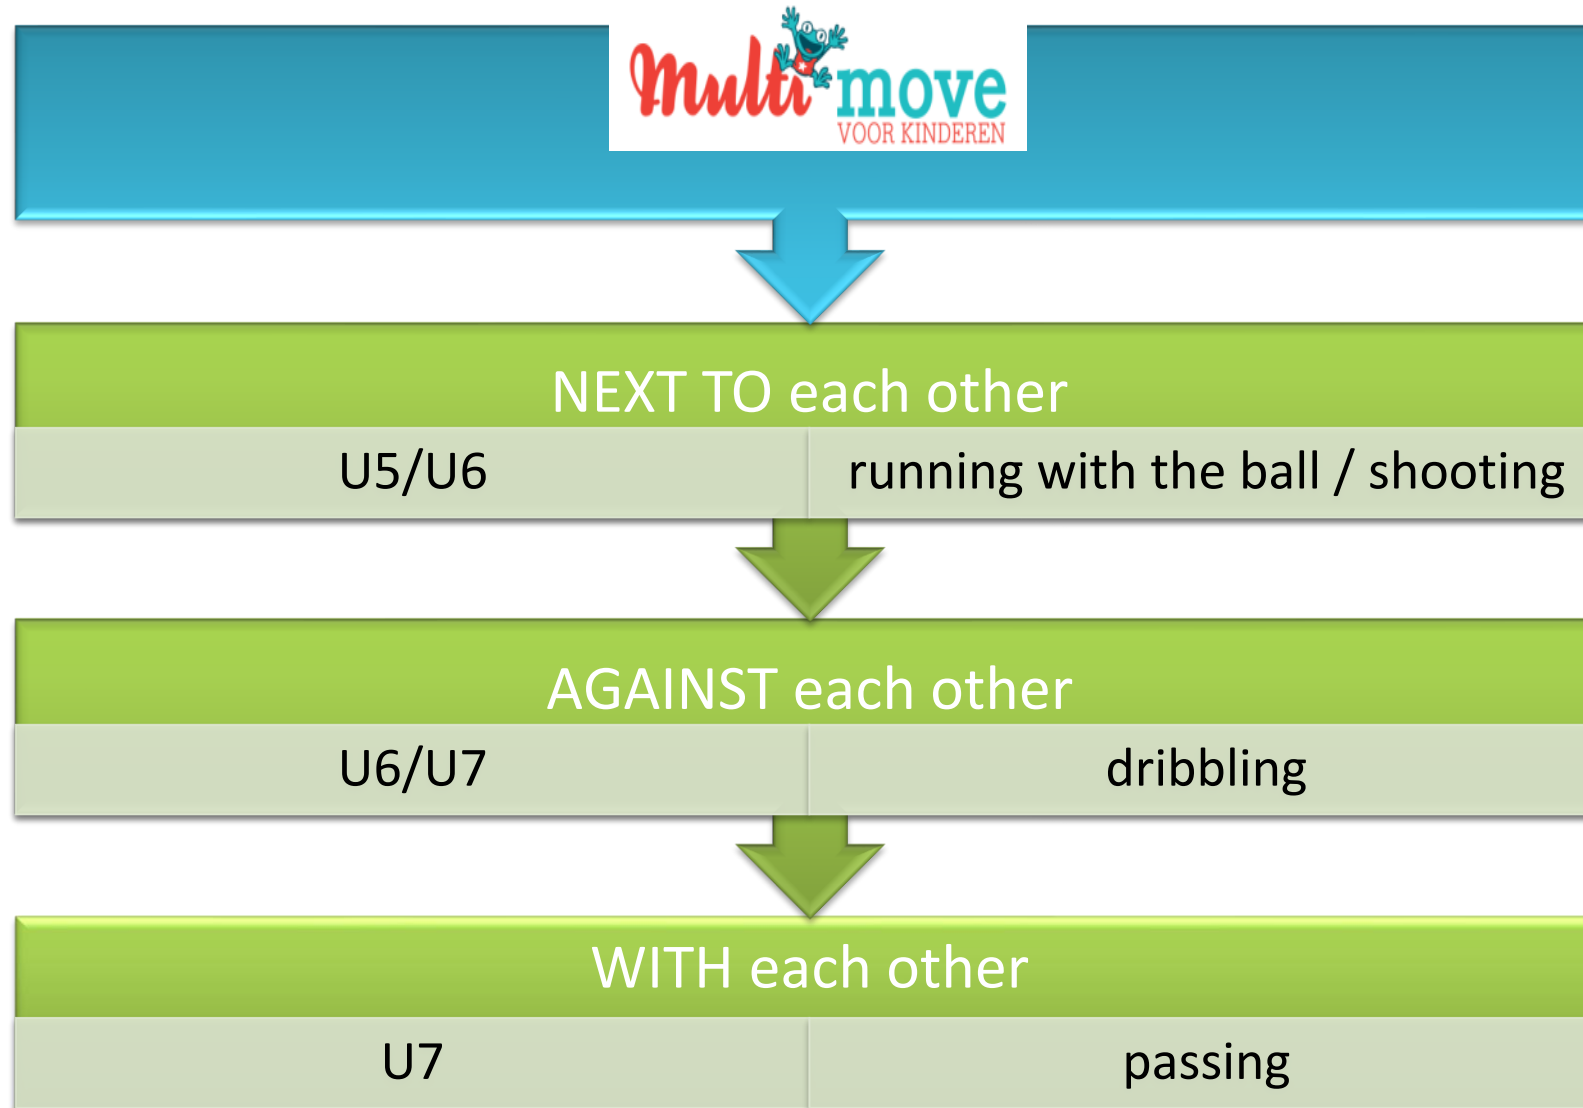 Multi move
VOOR KINDEREN
NEXT TO each other
U5/U6
running with the ball / shooting
AGAINST each other
U6/U7
dribbling
WITH each other
U7
passing